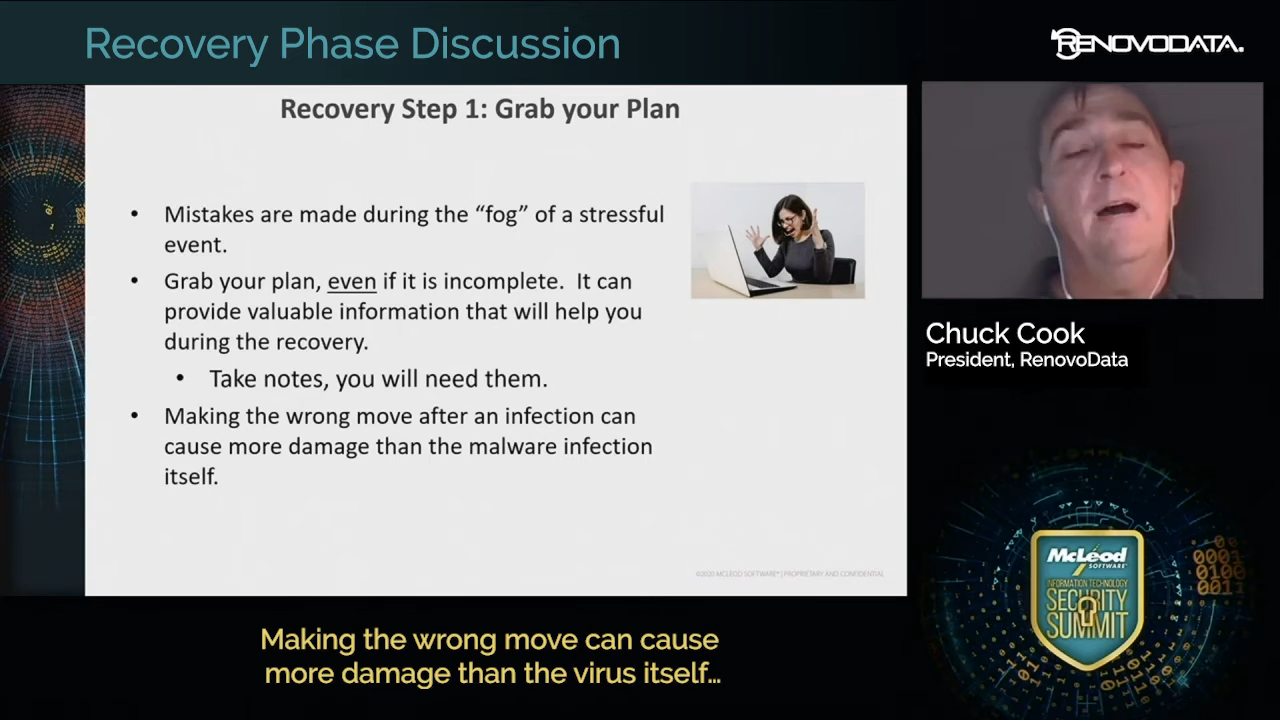 Recovery Phase Discussion
RENOVODATA.
Recovery Step 1: Grab your Plan
• Mistakes are made during the “fog” of a stressful
event.
• Grab your plan, even if it is incomplete. It can
provide valuable information that will help you
during the recovery.
• Take notes, you will need them.
• Making the wrong move after an infection can
cause more damage than the malware infection
itself.
©2020 MCLEOD SOFTWARE® | PROPRIETARY AND CONFIDENTIAL
Chuck Cook
President, RenovoData
McLeod
SOFTWARE®
INFORMATION TECHNOLOGY
SECURITY
SUMMIT
Making the wrong move can cause
more damage than the virus itself...